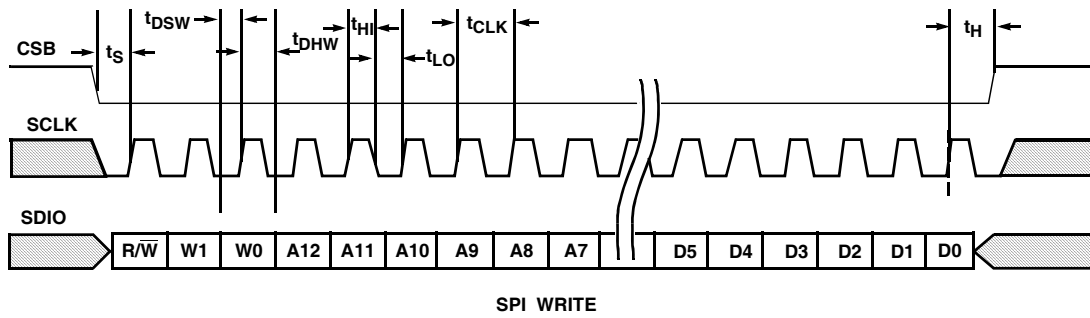 tDSW tHI tCLK tH
CSB tS tDHW tLO
SCLK
SDIO
R/W̅ W1 W0 A12 A11 A10 A9 A8 A7 D5 D4 D3 D2 D1 D0
SPI WRITE